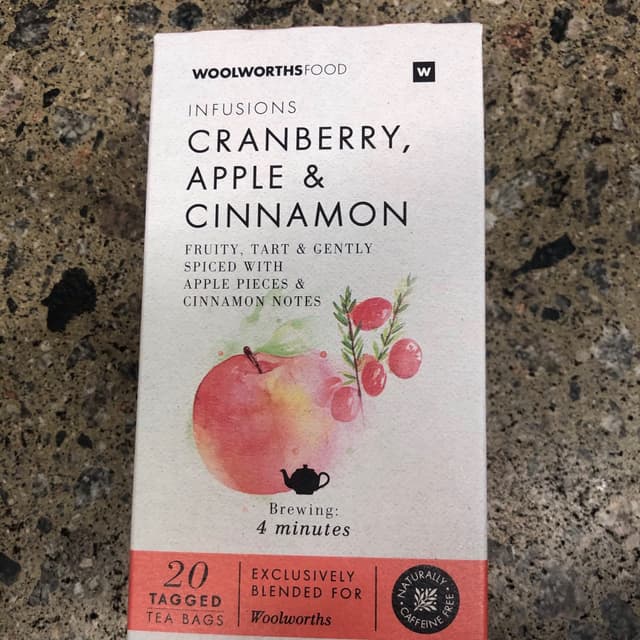 WOOLWORTHSFOOD
W
INFUSIONS
CRANBERRY,
APPLE &
CINNAMON
FRUITY, TART & GENTLY
SPICED WITH
APPLE PIECES &
CINNAMON NOTES
Brewing:
4 minutes
20
TAGGED
TEA BAGS
EXCLUSIVELY
BLENDED FOR
Woolworths
NATURALLY
CAFFEINE FREE